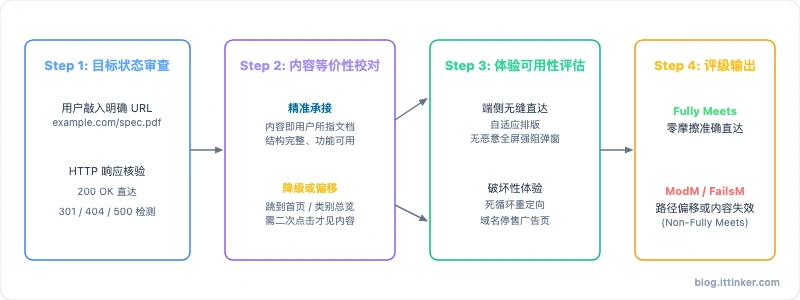 Step 1: 目标状态审查
用户敲入明确 URL
example.com/spec.pdf
HTTP 响应核验
200 OK 直达
301 / 404 / 500 检测
Step 2: 内容等价性校对
精准承接
内容即用户所指文档
结构完整、功能可用
降级或偏移
跳到首页 / 类别总览
需二次点击才见内容
Step 3: 体验可用性评估
端侧无缝直达
自适应排版
无恶意全屏强阻弹窗
破坏性体验
死循环重定向
域名停售广告页
Step 4: 评级输出
Fully Meets
零摩擦准确直达
ModM / FailsM
路径偏移或内容失效
(Non-Fully Meets)
blog.ittinker.com